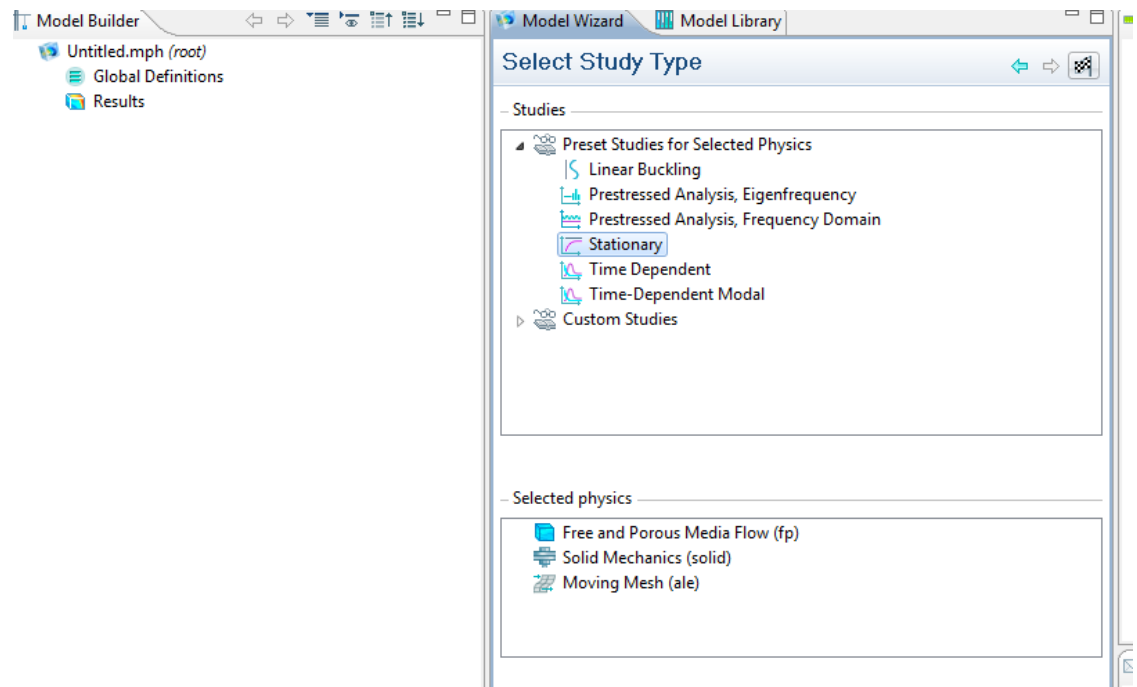 Model Builder
Untitled.mph (root)
Global Definitions
Results
Model Wizard
Model Library
Select Study Type
Studies
Preset Studies for Selected Physics
Linear Buckling
Prestressed Analysis, Eigenfrequency
Prestressed Analysis, Frequency Domain
Stationary
Time Dependent
Time-Dependent Modal
Custom Studies
Selected physics
Free and Porous Media Flow (fp)
Solid Mechanics (solid)
Moving Mesh (ale)